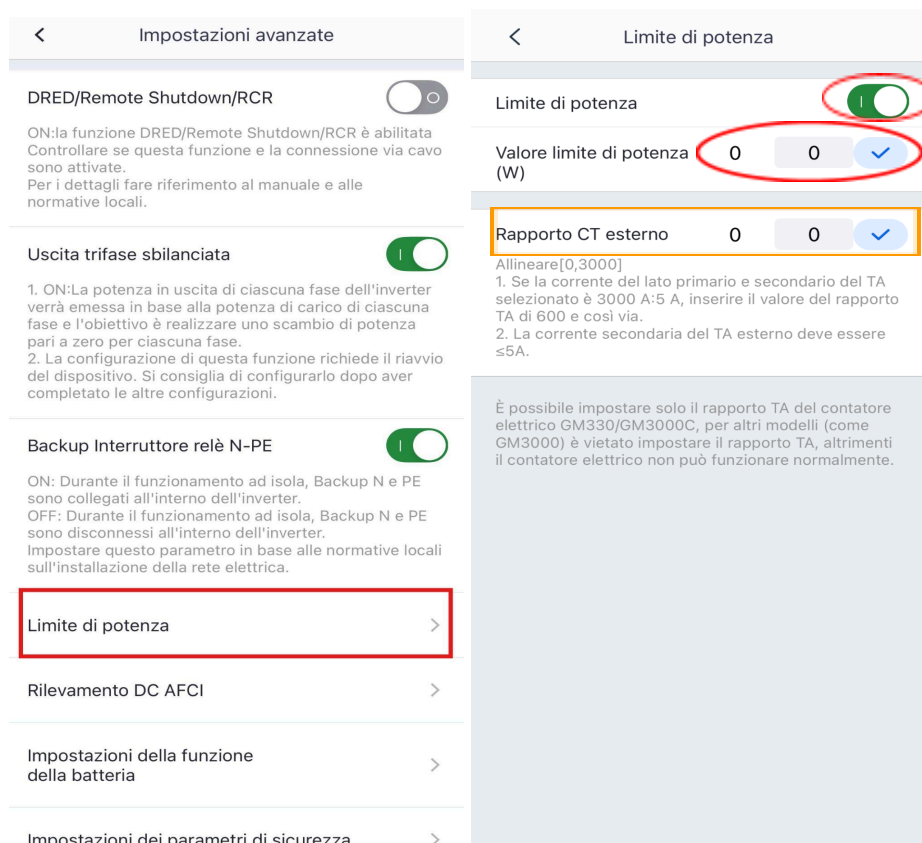 Impostazioni avanzate
DRED/Remote Shutdown/RCR
ON:la funzione DRED/Remote Shutdown/RCR è abilitata
Controllare se questa funzione e la connessione via cavo
sono attivate.
Per i dettagli fare riferimento al manuale e alle
normative locali.
Uscita trifase sbilanciata
1. ON:La potenza in uscita di ciascuna fase dell'inverter
verrà emessa in base alla potenza di carico di ciascuna
fase e l'obiettivo è realizzare uno scambio di potenza
pari a zero per ciascuna fase.
2. La configurazione di questa funzione richiede il riavvio
del dispositivo. Si consiglia di configurarlo dopo aver
completato le altre configurazioni.
Backup Interruttore relè N-PE
ON: Durante il funzionamento ad isola, Backup N e PE
sono collegati all'interno dell'inverter.
OFF: Durante il funzionamento ad isola, Backup N e PE
sono disconnessi all'interno dell'inverter.
Impostare questo parametro in base alle normative locali
sull'installazione della rete elettrica.
Limite di potenza
Rilevamento DC AFCI
Impostazioni della funzione
della batteria
Impostazioni dei parametri di sicurezza
Limite di potenza
Limite di potenza
Valore limite di potenza 0 0
(W)
Rapporto CT esterno 0 0
Allineare[0,3000]
1. Se la corrente del lato primario e secondario del TA
selezionato è 3000 A:5 A, inserire il valore del rapporto
TA di 600 e così via.
2. La corrente secondaria del TA esterno deve essere
≤5A.
È possibile impostare solo il rapporto TA del contatore
elettrico GM330/GM3000C, per altri modelli (come
GM3000) è vietato impostare il rapporto TA, altrimenti
il contatore elettrico non può funzionare normalmente.